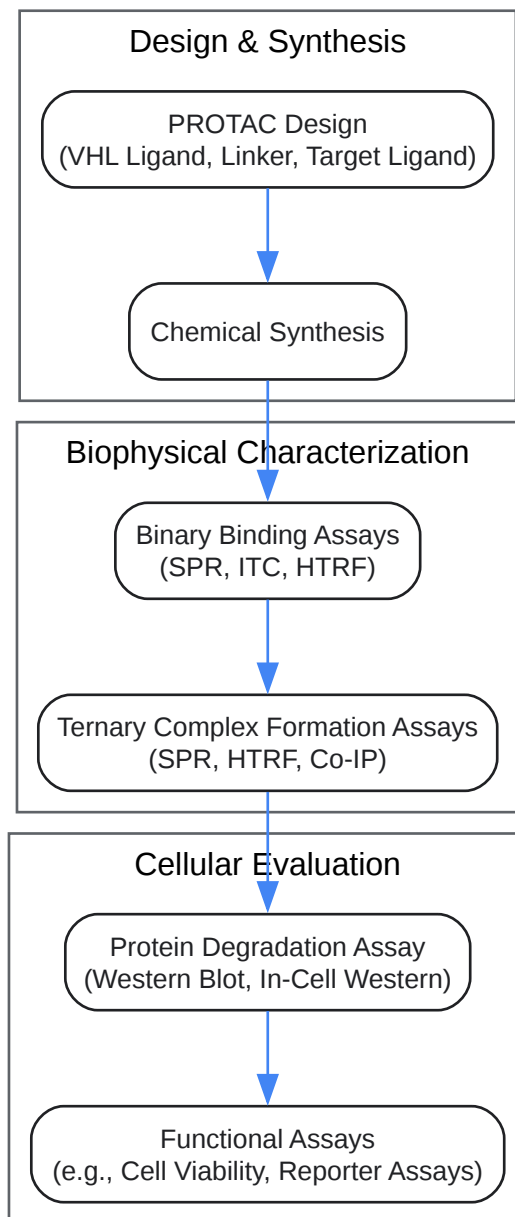 Design & Synthesis
PROTAC Design
(VHL Ligand, Linker, Target Ligand)
Chemical Synthesis
Biophysical Characterization
Binary Binding Assays
(SPR, ITC, HTRF)
Ternary Complex Formation Assays
(SPR, HTRF, Co-IP)
Cellular Evaluation
Protein Degradation Assay
(Western Blot, In-Cell Western)
Functional Assays
(e.g., Cell Viability, Reporter Assays)